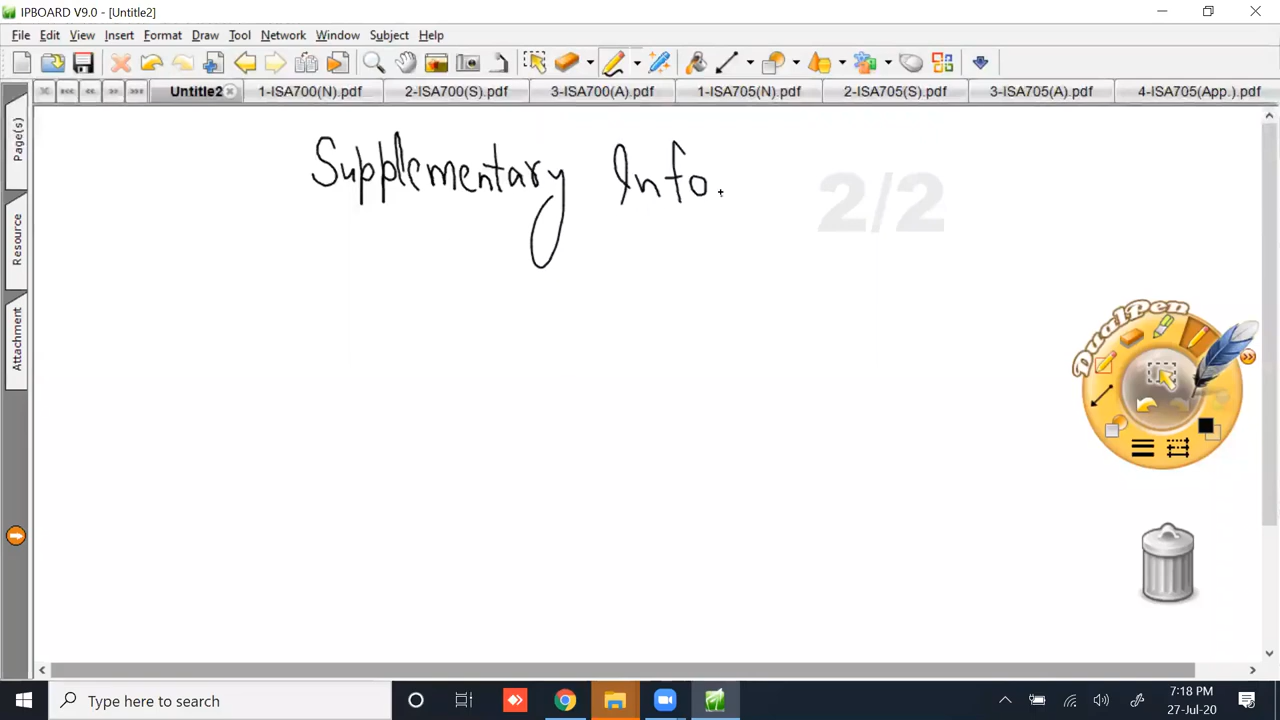 IPBOARD V9.0 - [Untitle2]
File Edit View Insert Format Draw Tool Network Window Subject Help
Untitle2 1-ISA700(N).pdf 2-ISA700(S).pdf 3-ISA700(A).pdf 1-ISA705(N).pdf 2-ISA705(S).pdf 3-ISA705(A).pdf 4-ISA705(App.).pdf
Page(s)
Resource
Attachment
Supplementary Info.
2/2
DualPen
Type here to search
7:18 PM
27-Jul-20